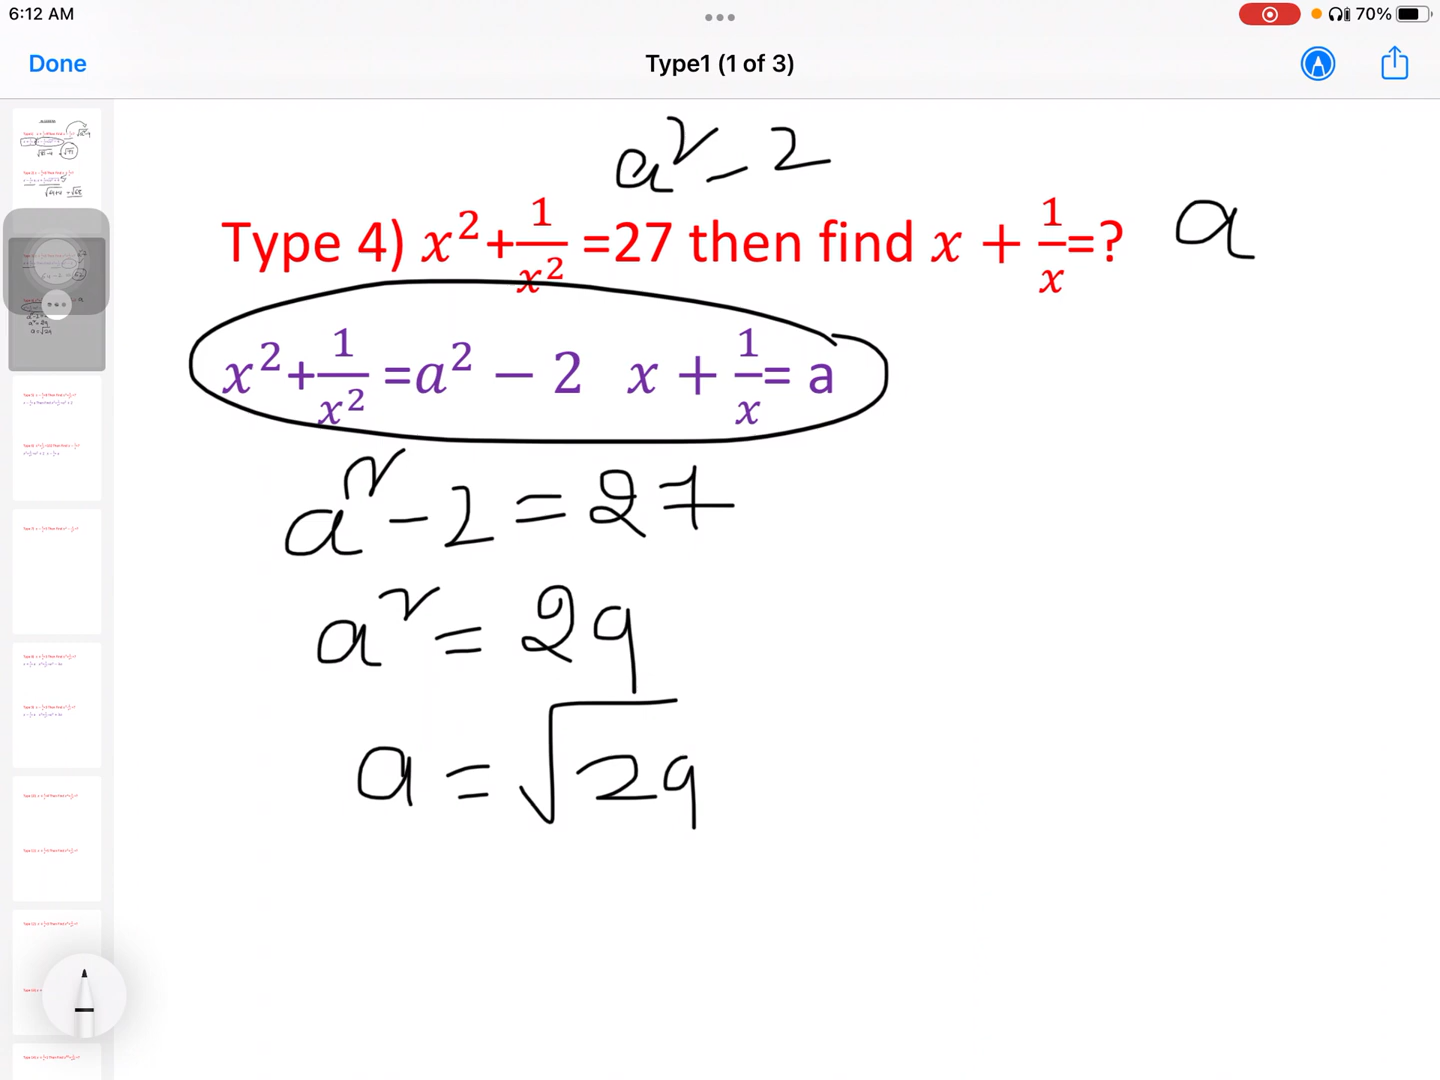 6:12 AM
70%
Done
Type1 (1 of 3)
a² - 2
Type 4) x²+1/x² =27 then find x + 1/x=? a
x²+1/x² =a² − 2 x + 1/x= a
a² - 2 = 27
a² = 29
a = √29